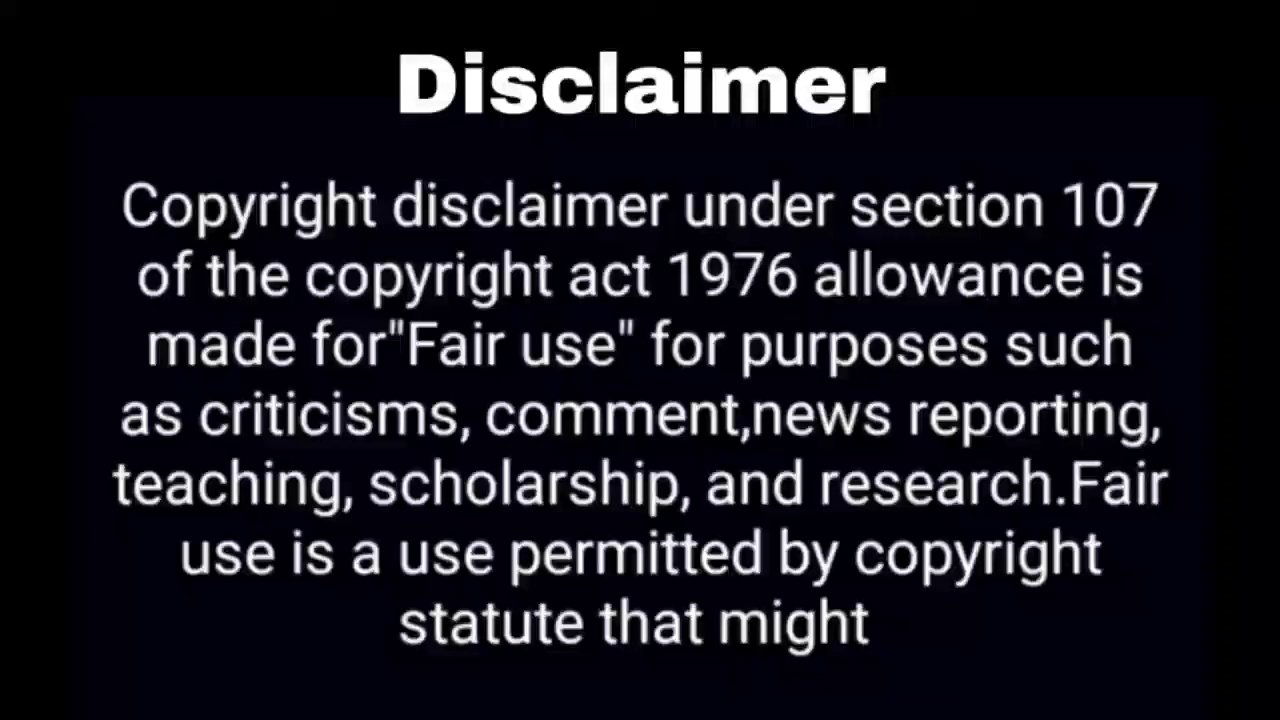 Disclaimer
Copyright disclaimer under section 107
of the copyright act 1976 allowance is
made for"Fair use" for purposes such
as criticisms, comment,news reporting,
teaching, scholarship, and research.Fair
use is a use permitted by copyright
statute that might